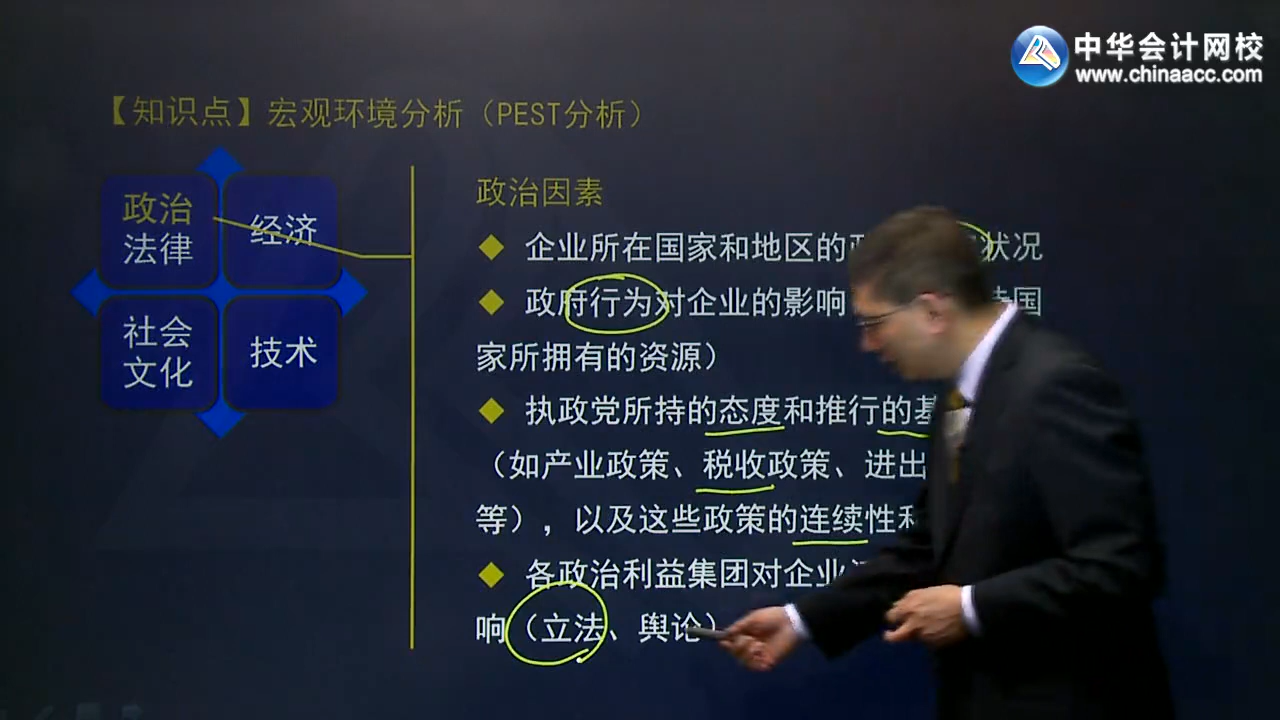 中华会计网校
www.chinaacc.com
【知识点】宏观环境分析（PEST分析）
政治
法律
经济
社会
文化
技术
政治因素
企业所在国家和地区的 状况
政府行为对企业的影响 国
家所拥有的资源）
执政党所持的态度和推行的基
（如产业政策、税收政策、进出
等），以及这些政策的连续性和
各政治利益集团对企业
响（立法、舆论）